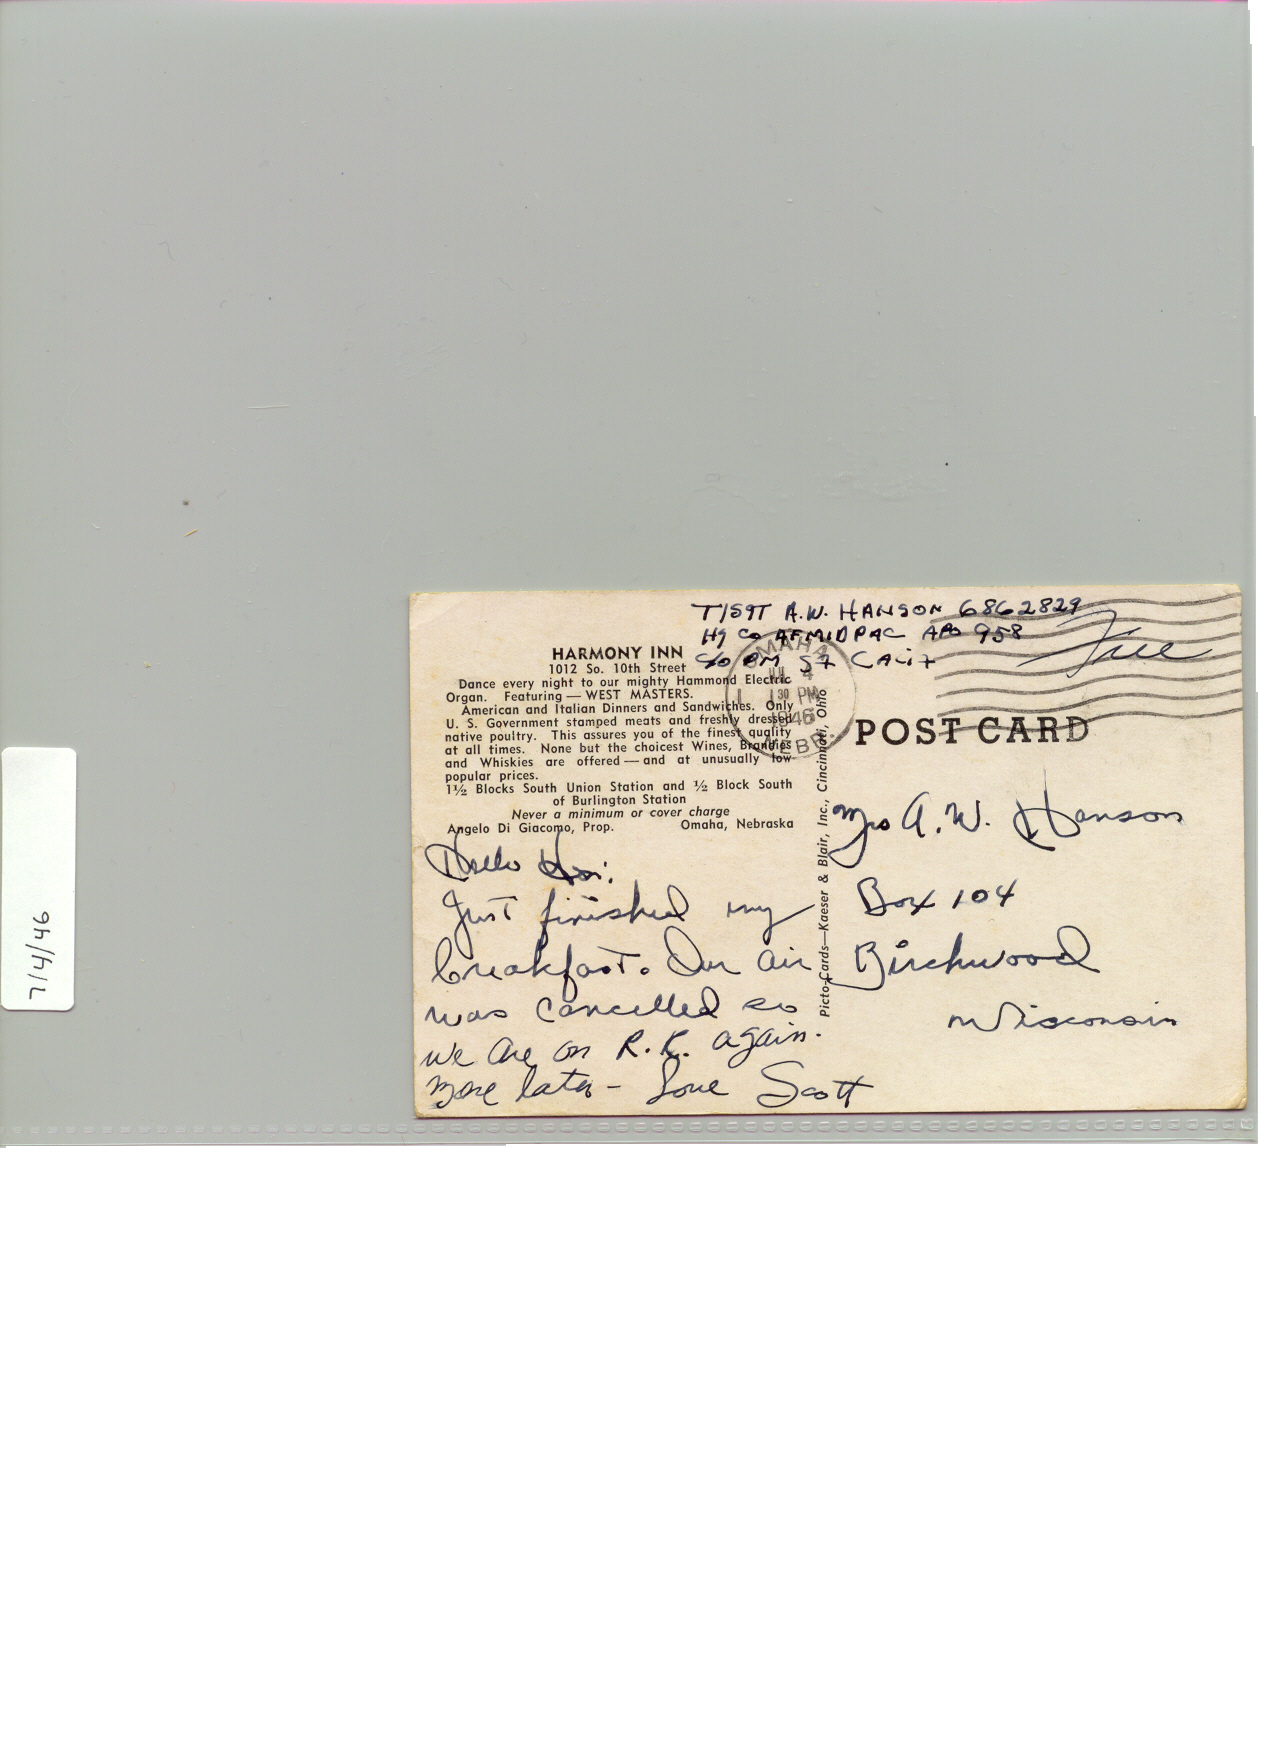 T/SGT A.W. HANSON 6862829
Hq Co AFMIDPAC APO 958
C/O PM SF CALIF
Free
OMAHA
JUL 4
1 30 PM
1946
NEBR.
HARMONY INN
1012 So. 10th Street
Dance every night to our mighty Hammond Electric
Organ. Featuring — WEST MASTERS.
American and Italian Dinners and Sandwiches. Only
U. S. Government stamped meats and freshly dressed
native poultry. This assures you of the finest quality
at all times. None but the choicest Wines, Brandies
and Whiskies are offered — and at unusually low
popular prices.
1½ Blocks South Union Station and ½ Block South
of Burlington Station
Never a minimum or cover charge
Angelo Di Giacomo, Prop. Omaha, Nebraska
Hello
Just finished my
breakfast. Our air
was cancelled so
we are on R.R. again.
More later - Love Scott
Picto-Cards—Kaeser & Blair, Inc., Cincinnati, Ohio
POST CARD
Mrs A.W. Hanson
Box 104
Birchwood
Wisconsin
7/4/46